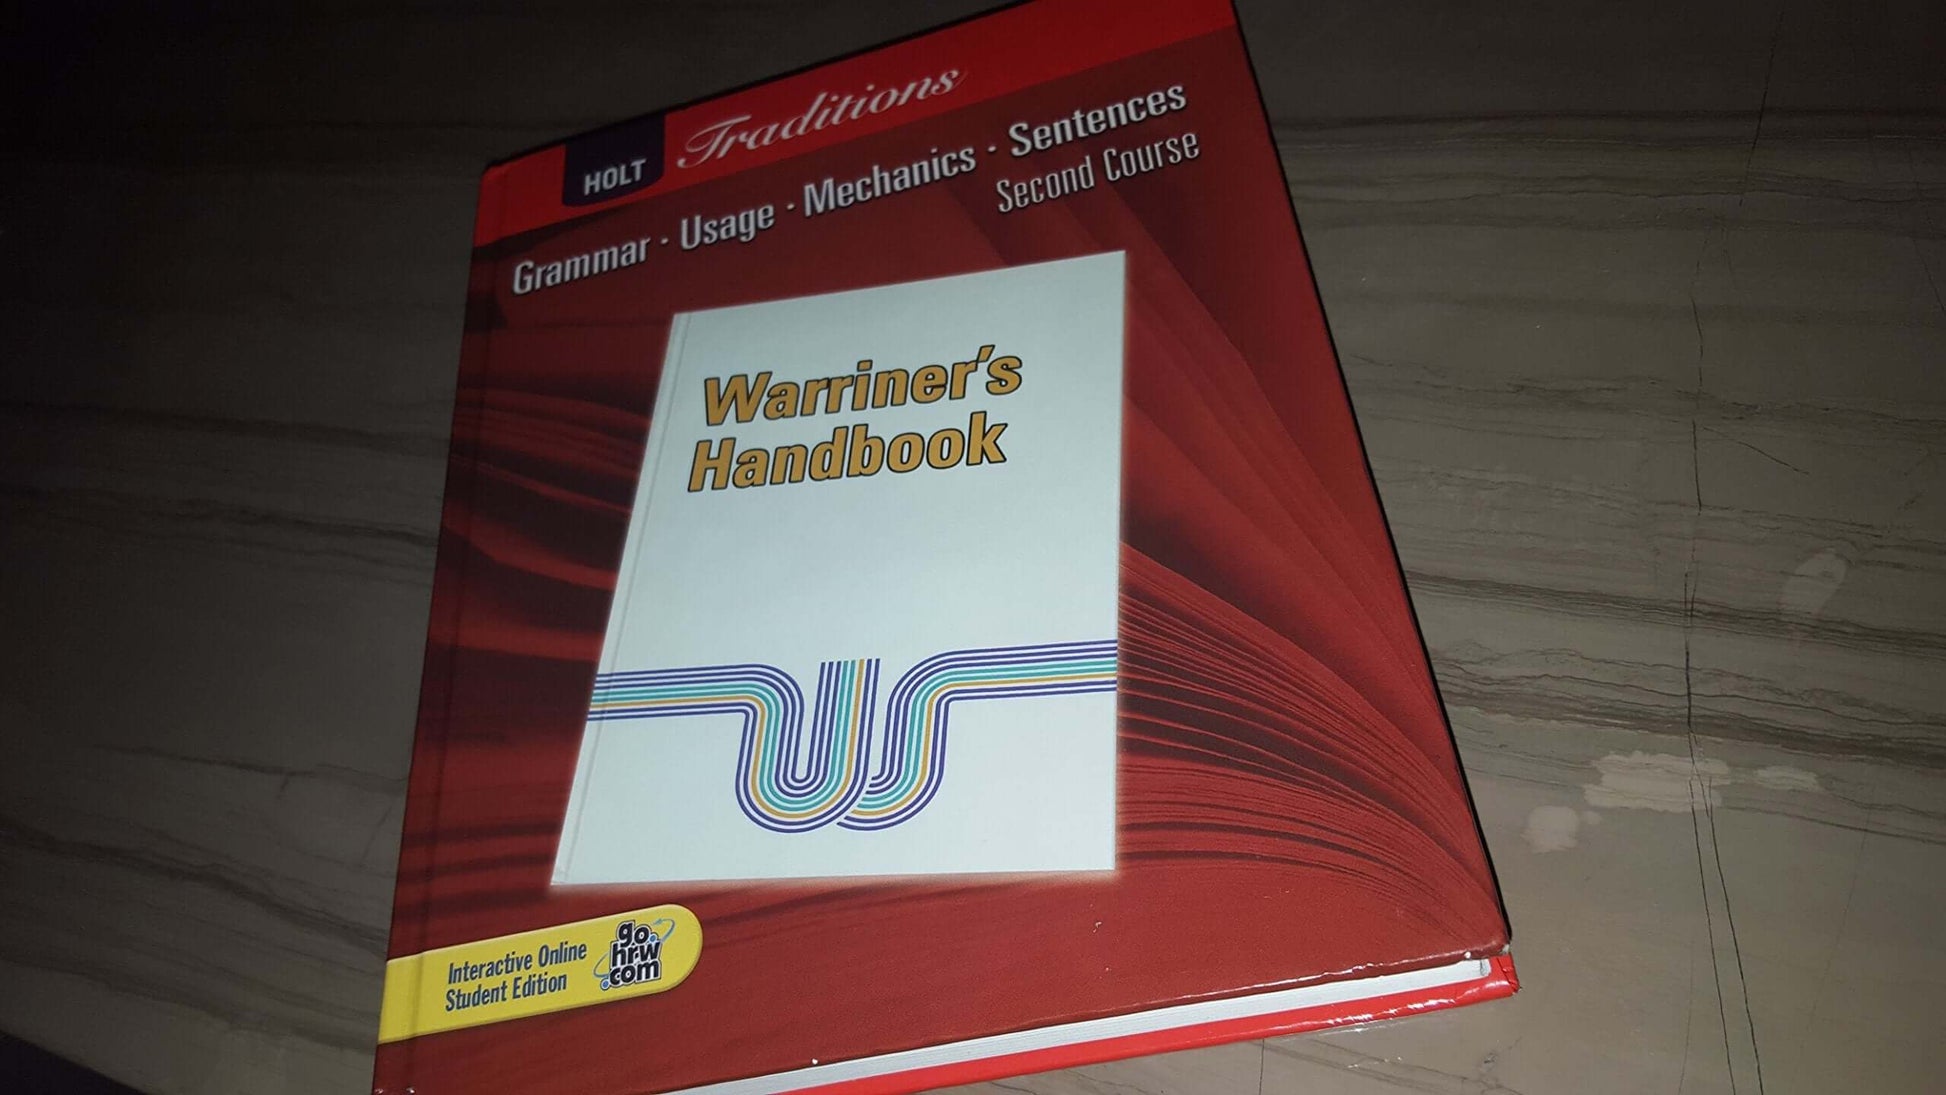 HOLT Traditions
Grammar · Usage · Mechanics · Sentences
Second Course
Warriner's
Handbook
Interactive Online
Student Edition
go.
hrw
.com